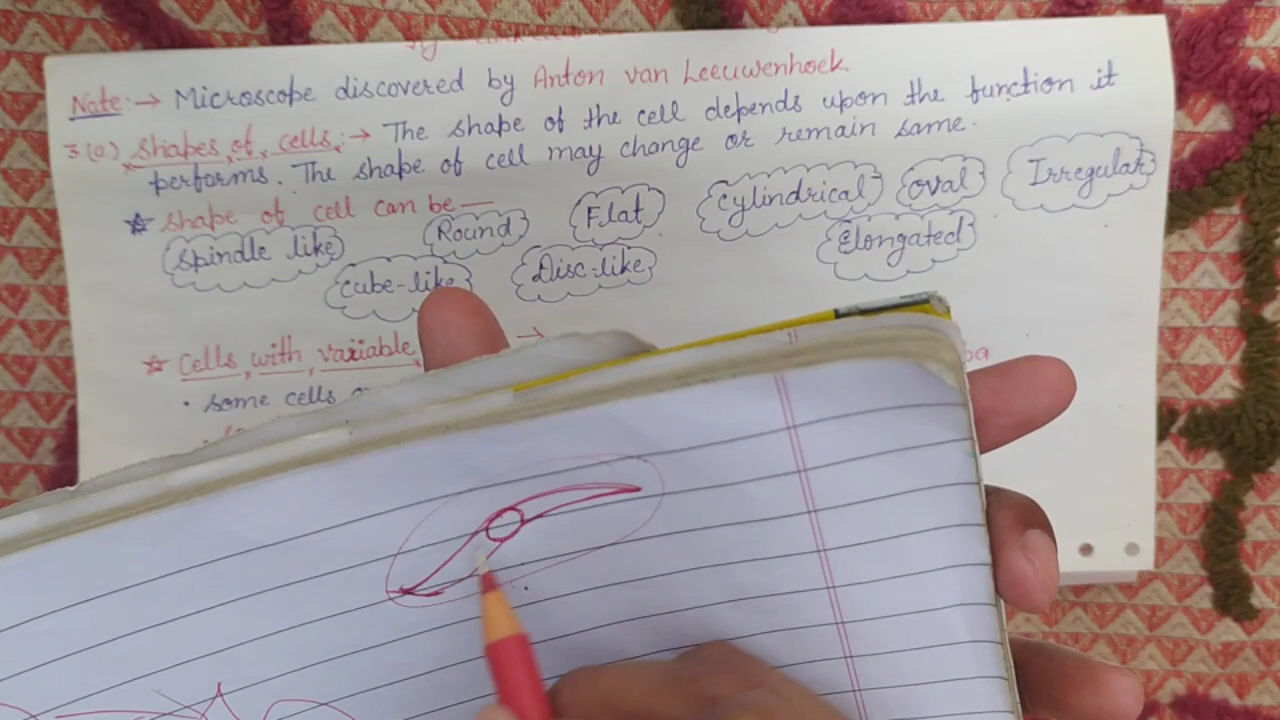 Note:→ Microscope discovered by Anton van Leeuwenhoek.
3(a) Shapes of cells:→ The shape of the cell depends upon the function it
performs. The shape of cell may change or remain same.
☆ Shape of cell can be—
Spindle like Round Flat Cylindrical Oval Irregular
Cube-like Disc-like Elongated
☆ Cells with variable →
• Some cells